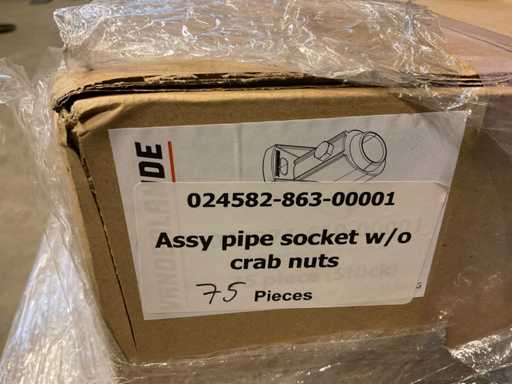 024582-863-00001
Assy pipe socket w/o
crab nuts
75 Pieces